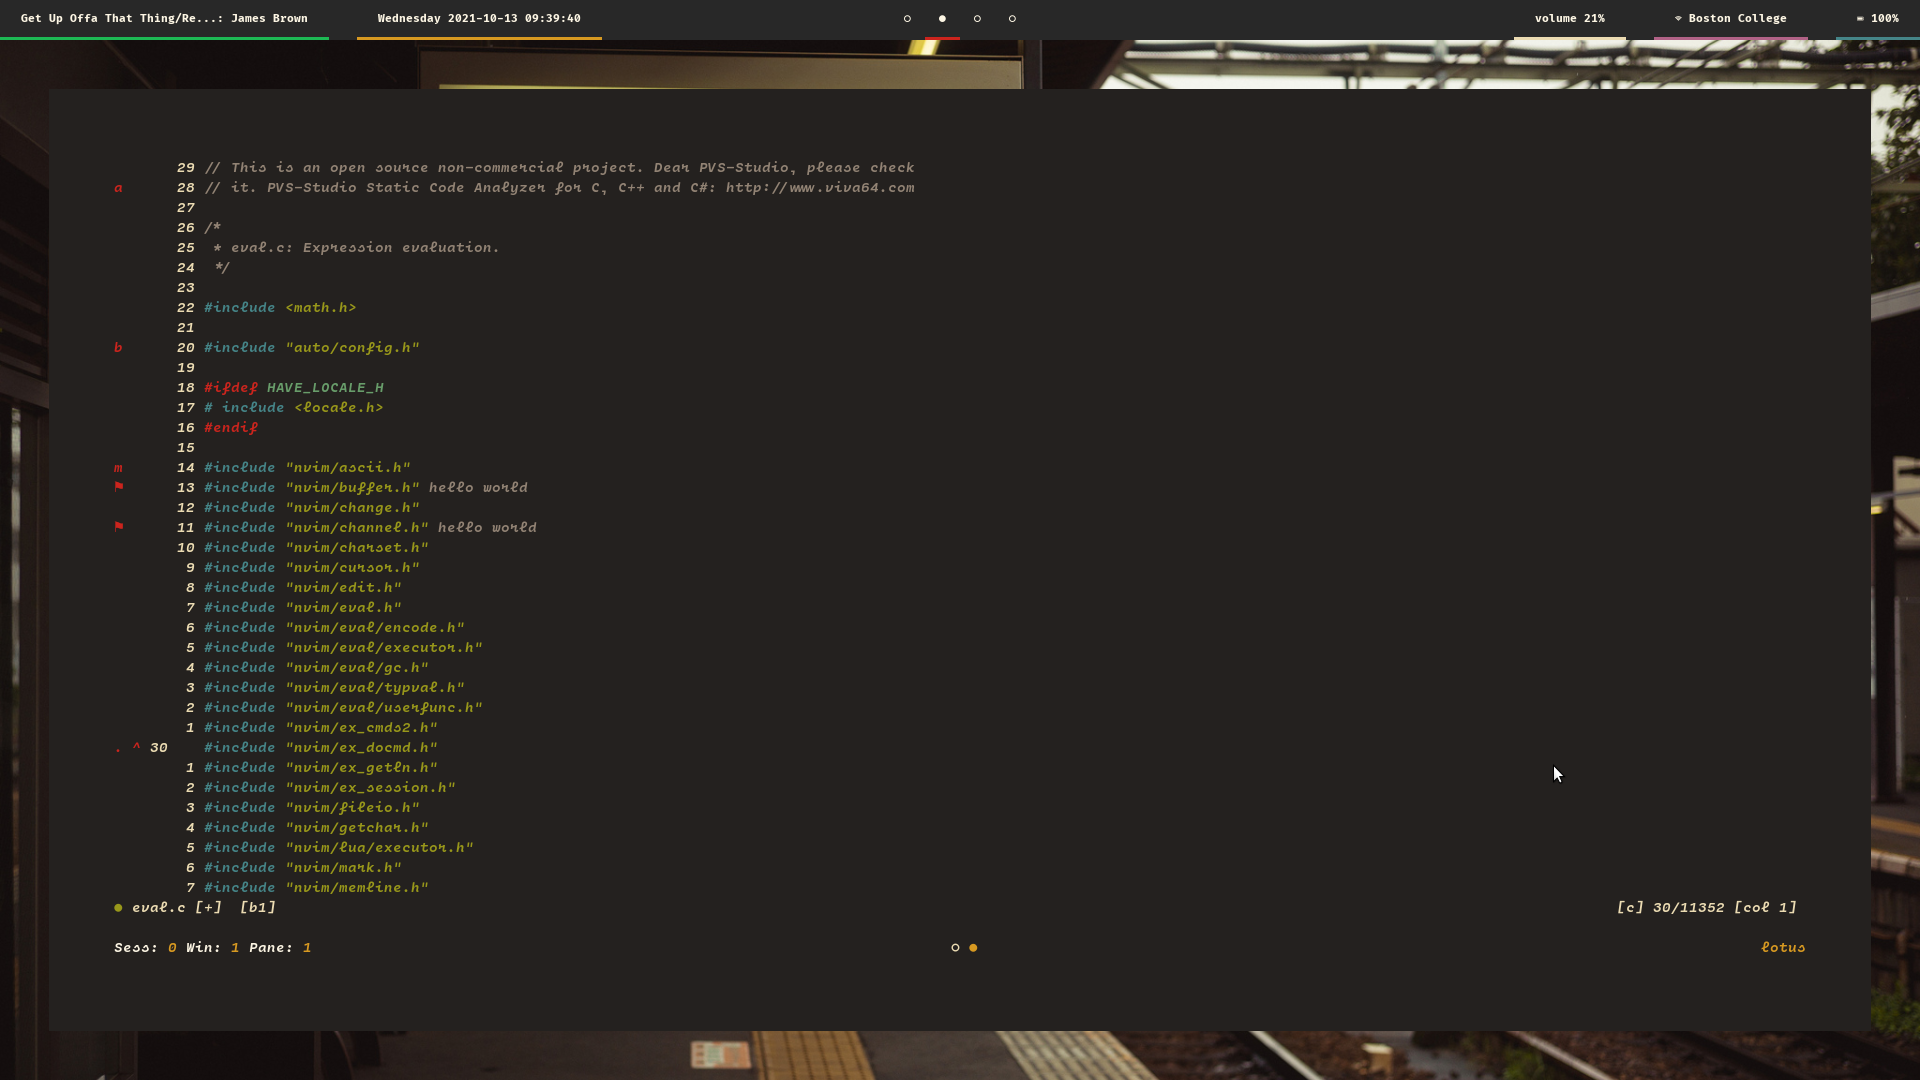 Get Up Offa That Thing/Re...: James Brown Wednesday 2021-10-13 09:39:40 volume 21% Boston College 100%
29 // This is an open source non-commercial project. Dear PVS-Studio, please check
a 28 // it. PVS-Studio Static Code Analyzer for C, C++ and C#: http://www.viva64.com
27
26 /*
25 * eval.c: Expression evaluation.
24 */
23
22 #include <math.h>
21
b 20 #include "auto/config.h"
19
18 #ifdef HAVE_LOCALE_H
17 # include <locale.h>
16 #endif
15
m 14 #include "nvim/ascii.h"
⚑ 13 #include "nvim/buffer.h" hello world
12 #include "nvim/change.h"
⚑ 11 #include "nvim/channel.h" hello world
10 #include "nvim/charset.h"
9 #include "nvim/cursor.h"
8 #include "nvim/edit.h"
7 #include "nvim/eval.h"
6 #include "nvim/eval/encode.h"
5 #include "nvim/eval/executor.h"
4 #include "nvim/eval/gc.h"
3 #include "nvim/eval/typval.h"
2 #include "nvim/eval/userfunc.h"
1 #include "nvim/ex_cmds2.h"
. ^ 30 #include "nvim/ex_docmd.h"
1 #include "nvim/ex_getln.h"
2 #include "nvim/ex_session.h"
3 #include "nvim/fileio.h"
4 #include "nvim/getchar.h"
5 #include "nvim/lua/executor.h"
6 #include "nvim/mark.h"
7 #include "nvim/memline.h"
● eval.c [+] [b1] [c] 30/11352 [col 1]
Sess: 0 Win: 1 Pane: 1 lotus